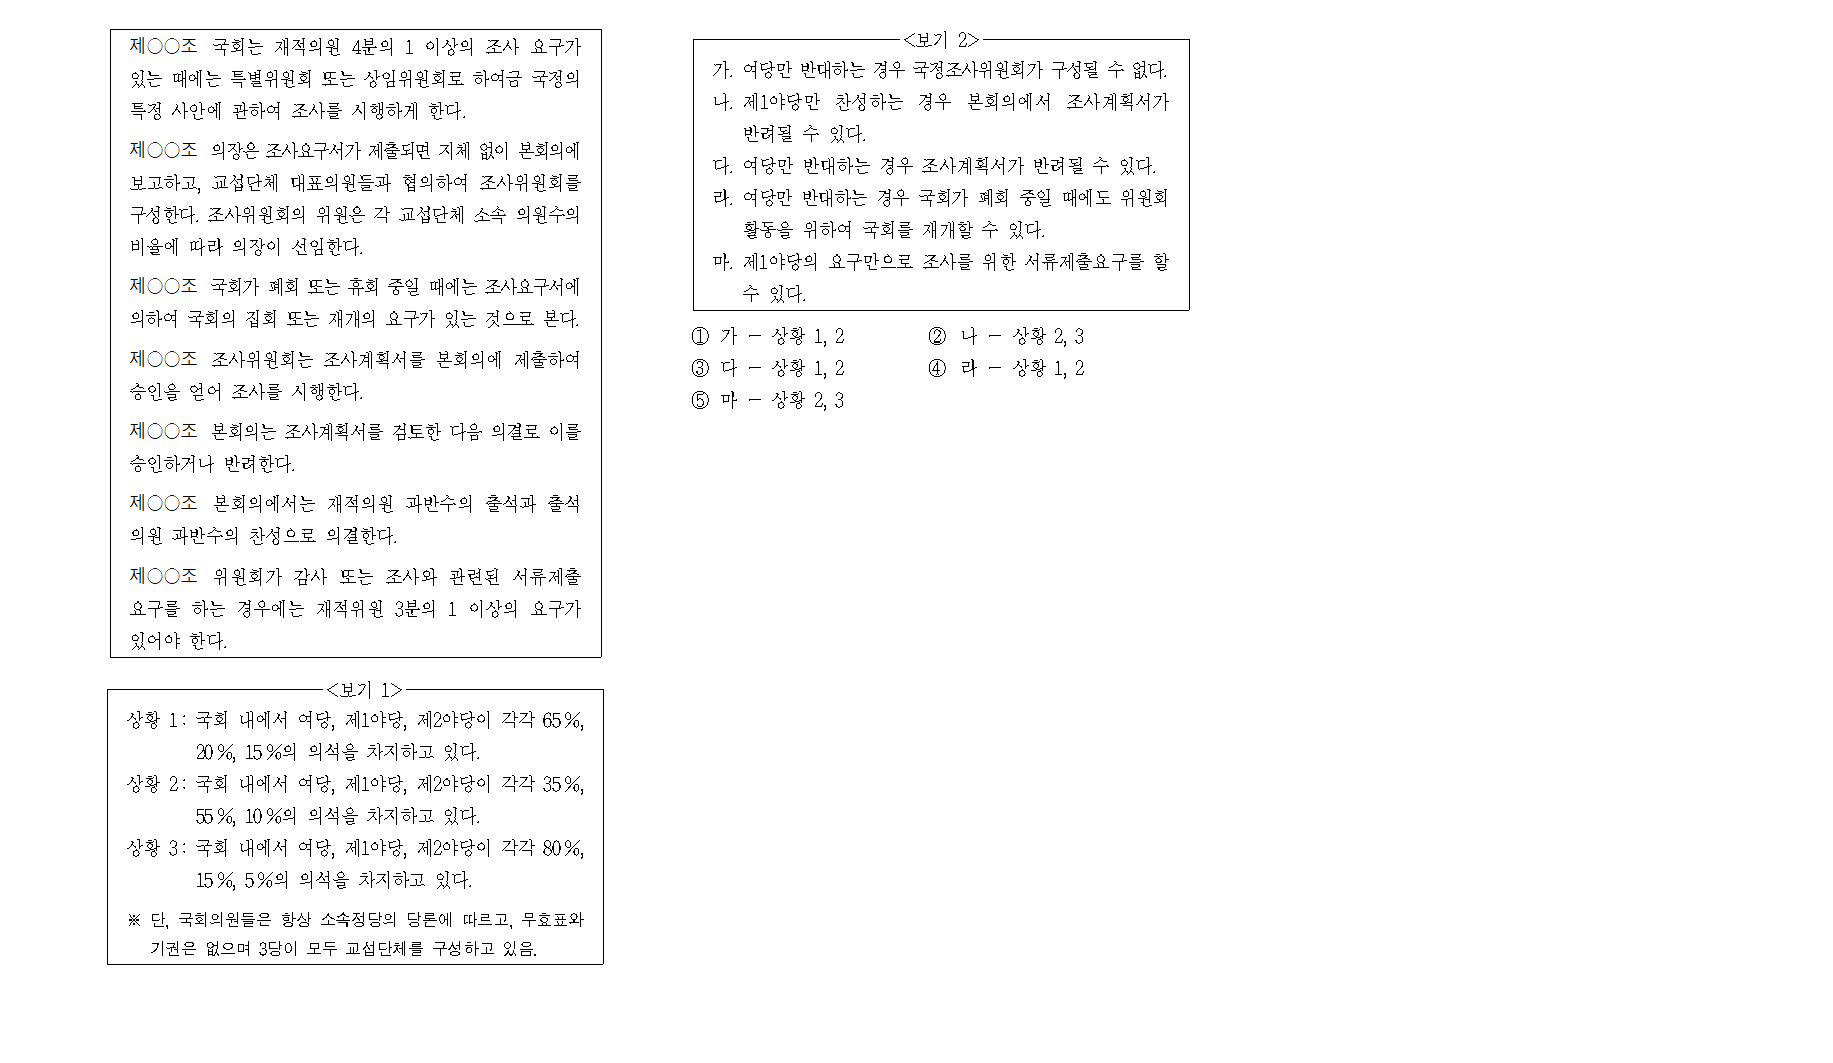 제○○조 국회는 재적의원 4분의 1 이상의 조사 요구가
있는 때에는 특별위원회 또는 상임위원회로 하여금 국정의
특정 사안에 관하여 조사를 시행하게 한다.
제○○조 의장은 조사요구서가 제출되면 지체 없이 본회의에
보고하고, 교섭단체 대표의원들과 협의하여 조사위원회를
구성한다. 조사위원회의 위원은 각 교섭단체 소속 의원수의
비율에 따라 의장이 선임한다.
제○○조 국회가 폐회 또는 휴회 중일 때에는 조사요구서에
의하여 국회의 집회 또는 재개의 요구가 있는 것으로 본다.
제○○조 조사위원회는 조사계획서를 본회의에 제출하여
승인을 얻어 조사를 시행한다.
제○○조 본회의는 조사계획서를 검토한 다음 의결로 이를
승인하거나 반려한다.
제○○조 본회의에서는 재적의원 과반수의 출석과 출석
의원 과반수의 찬성으로 의결한다.
제○○조 위원회가 감사 또는 조사와 관련된 서류제출
요구를 하는 경우에는 재적위원 3분의 1 이상의 요구가
있어야 한다.
<보기 1>
상황 1: 국회 내에서 여당, 제1야당, 제2야당이 각각 65%,
20%, 15%의 의석을 차지하고 있다.
상황 2: 국회 내에서 여당, 제1야당, 제2야당이 각각 35%,
55%, 10%의 의석을 차지하고 있다.
상황 3: 국회 내에서 여당, 제1야당, 제2야당이 각각 80%,
15%, 5%의 의석을 차지하고 있다.
※ 단, 국회의원들은 항상 소속정당의 당론에 따르고, 무효표와
기권은 없으며 3당이 모두 교섭단체를 구성하고 있음.
<보기 2>
가. 여당만 반대하는 경우 국정조사위원회가 구성될 수 없다.
나. 제1야당만 찬성하는 경우 본회의에서 조사계획서가
반려될 수 있다.
다. 여당만 반대하는 경우 조사계획서가 반려될 수 있다.
라. 여당만 반대하는 경우 국회가 폐회 중일 때에도 위원회
활동을 위하여 국회를 재개할 수 있다.
마. 제1야당의 요구만으로 조사를 위한 서류제출요구를 할
수 있다.
① 가 - 상황 1, 2 ② 나 - 상황 2, 3
③ 다 - 상황 1, 2 ④ 라 - 상황 1, 2
⑤ 마 - 상황 2, 3